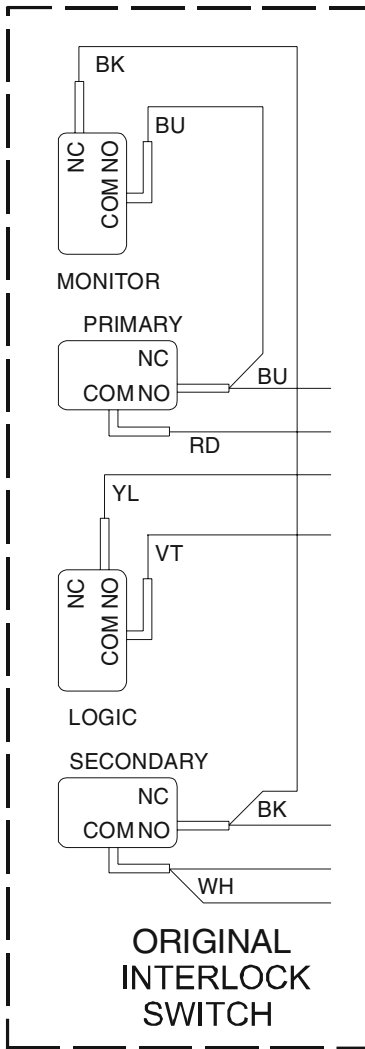 BK
BU
NC
COM NO
MONITOR
PRIMARY
NC
COM NO
BU
RD
YL
VT
NC
COM NO
LOGIC
SECONDARY
NC
COM NO
BK
WH
ORIGINAL
INTERLOCK
SWITCH